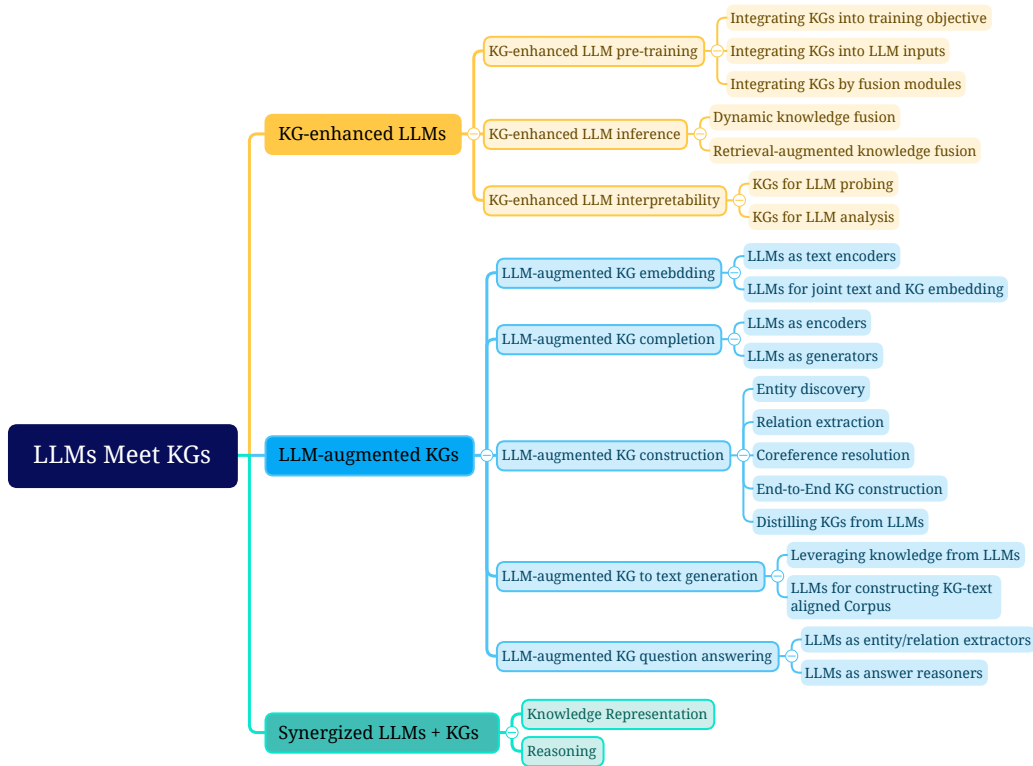 LLMs Meet KGs
KG-enhanced LLMs
KG-enhanced LLM pre-training
Integrating KGs into training objective
Integrating KGs into LLM inputs
Integrating KGs by fusion modules
KG-enhanced LLM inference
Dynamic knowledge fusion
Retrieval-augmented knowledge fusion
KG-enhanced LLM interpretability
KGs for LLM probing
KGs for LLM analysis
LLM-augmented KGs
LLM-augmented KG emebdding
LLMs as text encoders
LLMs for joint text and KG embedding
LLM-augmented KG completion
LLMs as encoders
LLMs as generators
LLM-augmented KG construction
Entity discovery
Relation extraction
Coreference resolution
End-to-End KG construction
Distilling KGs from LLMs
LLM-augmented KG to text generation
Leveraging knowledge from LLMs
LLMs for constructing KG-text
aligned Corpus
LLM-augmented KG question answering
LLMs as entity/relation extractors
LLMs as answer reasoners
Synergized LLMs + KGs
Knowledge Representation
Reasoning